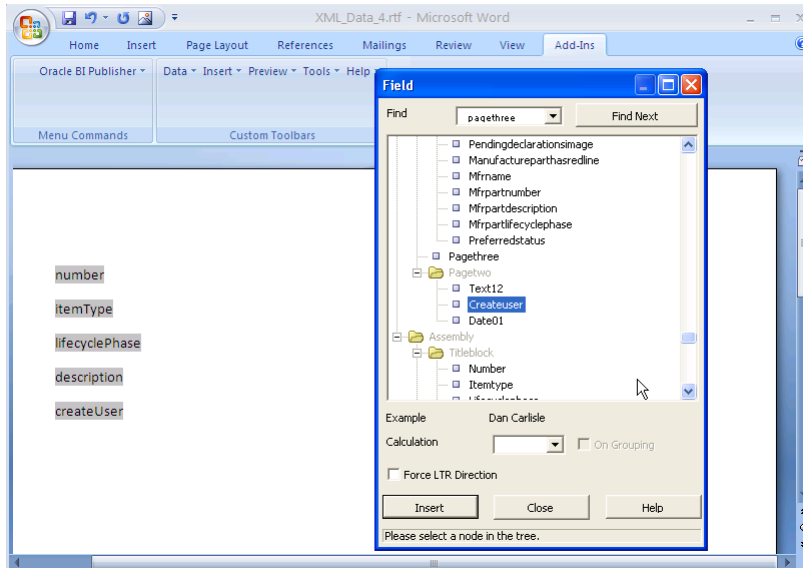 XML_Data_4.rtf - Microsoft Word
Home Insert Page Layout References Mailings Review View Add-Ins
Oracle BI Publisher Data Insert Preview Tools Help
Menu Commands Custom Toolbars
number
itemType
lifecyclePhase
description
createUser
Field
Find pagethree Find Next
Pendingdeclarationsimage
Manufactureparthasredline
Mfrname
Mfrpartnumber
Mfrpartdescription
Mfrpartlifecyclephase
Preferredstatus
Pagethree
Pagetwo
Text12
Createuser
Date01
Assembly
Titleblock
Number
Itemtype
Example Dan Carlisle
Calculation On Grouping
Force LTR Direction
Insert Close Help
Please select a node in the tree.